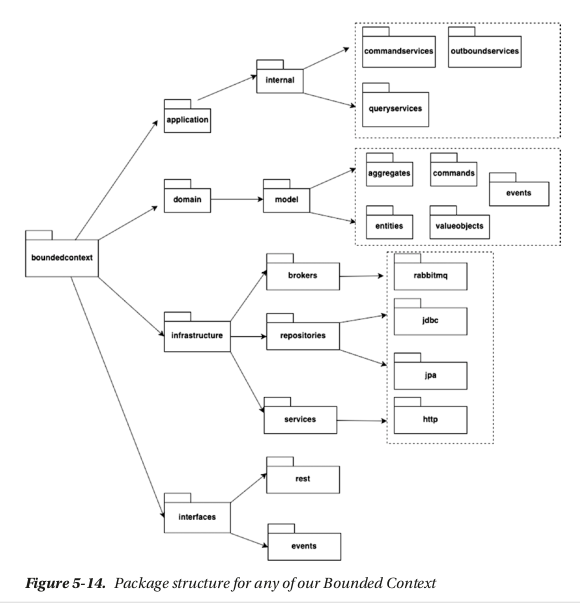 commandservices
outboundservices
internal
queryservices
application
aggregates
commands
events
domain
model
entities
valueobjects
boundedcontext
brokers
rabbitmq
jdbc
infrastructure
repositories
jpa
services
http
rest
interfaces
events
Figure 5-14. Package structure for any of our Bounded Context